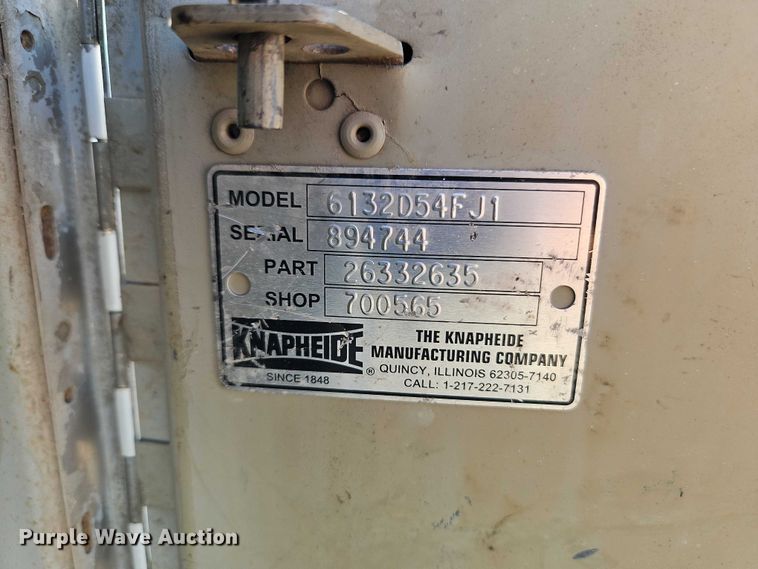 MODEL 6132D54FJ1
SERIAL 894744
PART 26332635
SHOP 700565
KNAPHEIDE ®
SINCE 1848
THE KNAPHEIDE
MANUFACTURING COMPANY
QUINCY, ILLINOIS 62305-7140
CALL: 1-217-222-7131
Purple Wave Auction